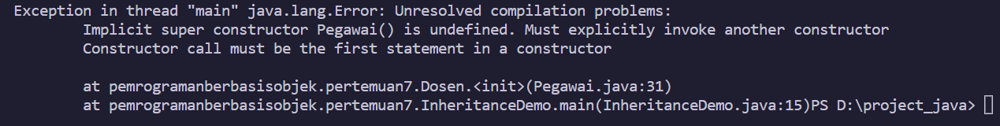 Exception in thread "main" java.lang.Error: Unresolved compilation problems:
        Implicit super constructor Pegawai() is undefined. Must explicitly invoke another constructor
        Constructor call must be the first statement in a constructor

        at pemrogramanberbasisobjek.pertemuan7.Dosen.<init>(Pegawai.java:31)
        at pemrogramanberbasisobjek.pertemuan7.InheritanceDemo.main(InheritanceDemo.java:15)PS D:\project_java>